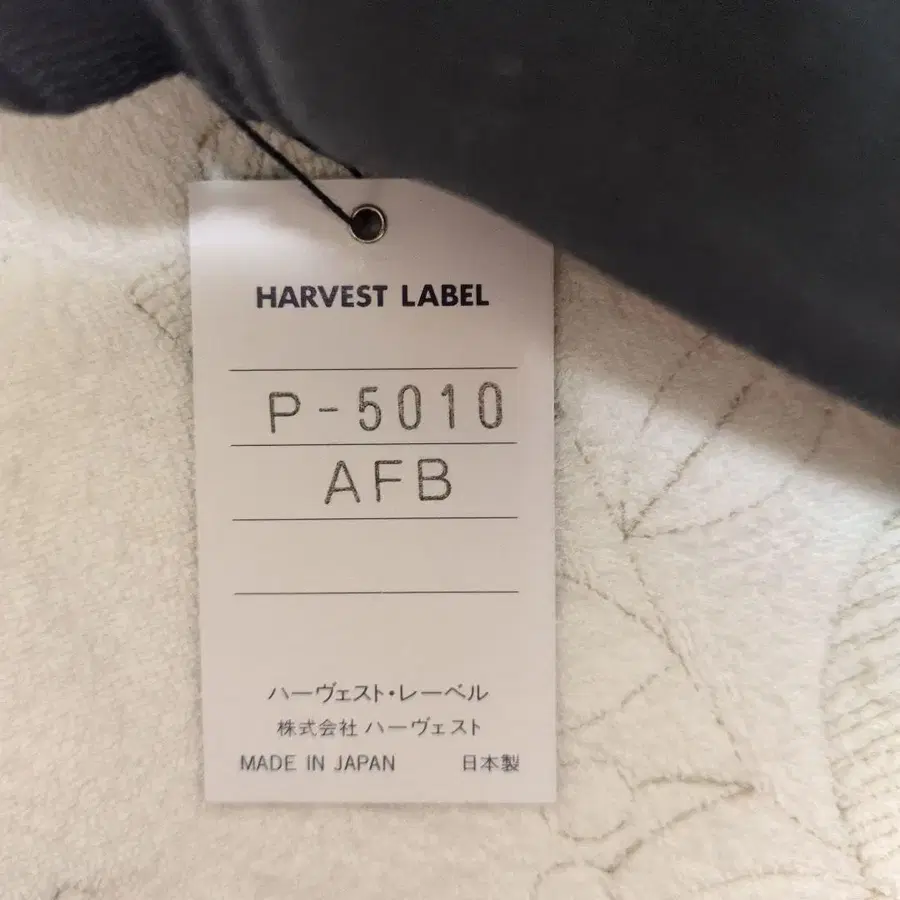 HARVEST LABEL
P-5010
AFB
ハーヴェスト・レーベル
株式会社 ハーヴェスト
MADE IN JAPAN 日本製